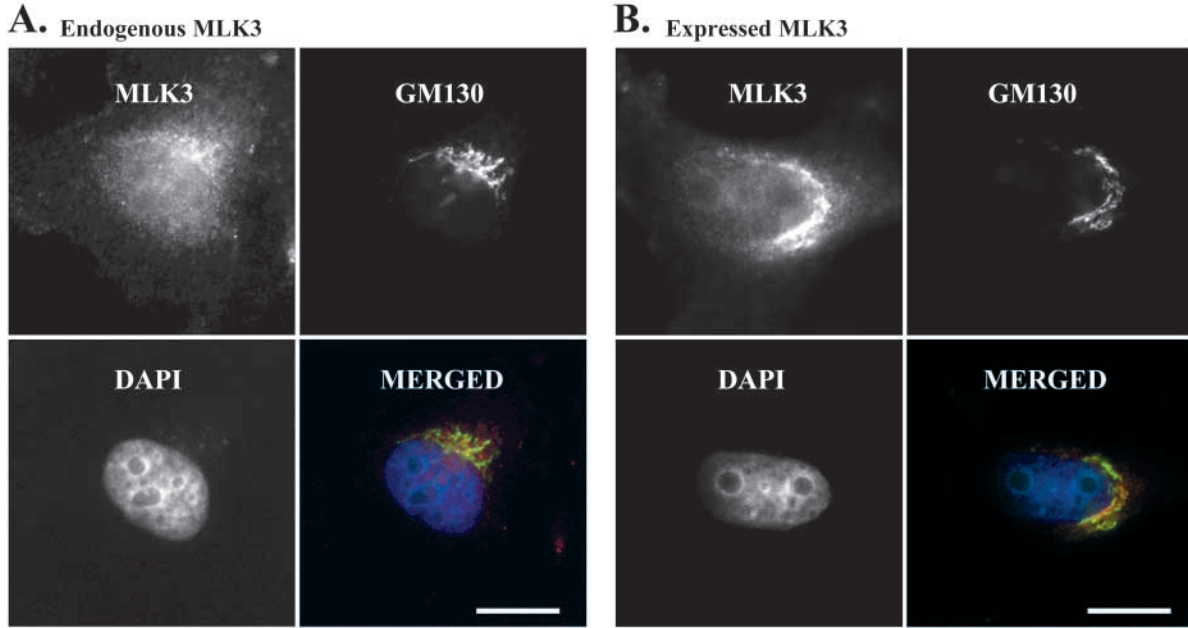 A. Endogenous MLK3
MLK3
GM130
DAPI
MERGED
B. Expressed MLK3
MLK3
GM130
DAPI
MERGED